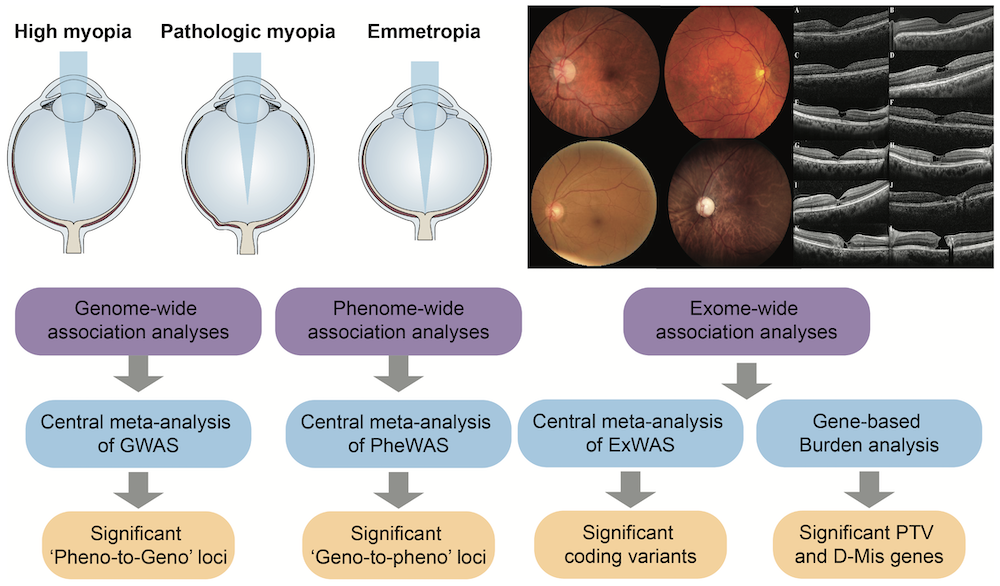 High myopia
Pathologic myopia
Emmetropia
A
B
C
D
E
F
G
H
I
J
K
Genome-wide
association analyses
Phenome-wide
association analyses
Exome-wide
association analyses
Central meta-analysis
of GWAS
Central meta-analysis
of PheWAS
Central meta-analysis
of ExWAS
Gene-based
Burden analysis
Significant
‘Pheno-to-Geno’ loci
Significant
‘Geno-to-pheno’ loci
Significant
coding variants
Significant PTV
and D-Mis genes